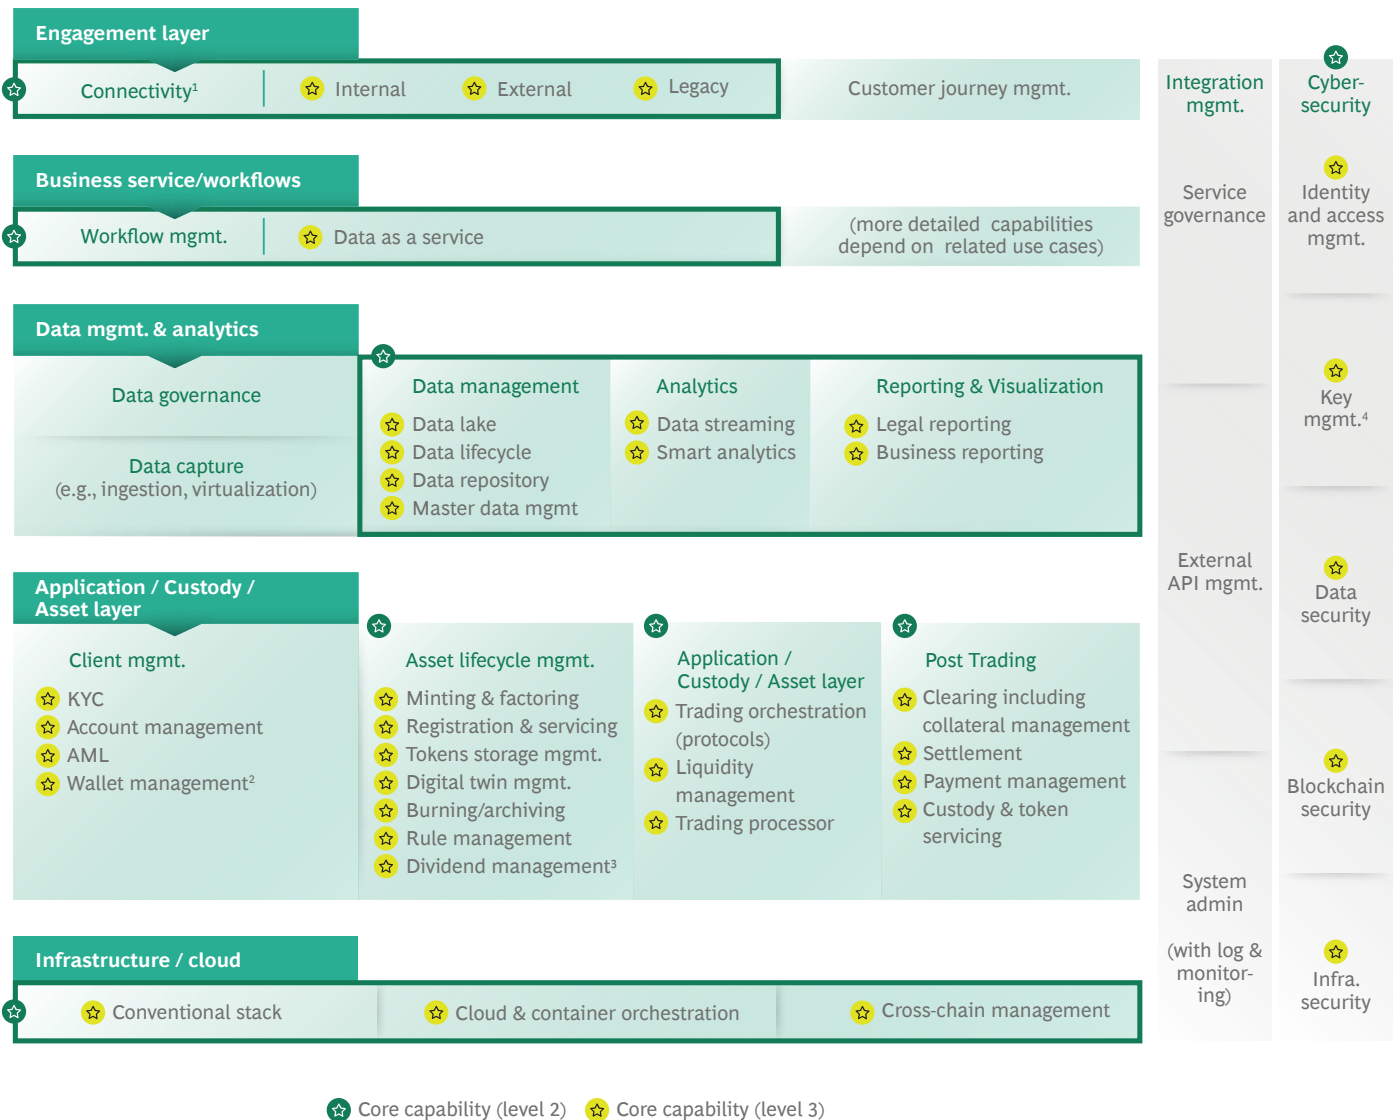 Engagement layer
Connectivity¹
Internal
External
Legacy
Customer journey mgmt.
Business service/workflows
Workflow mgmt.
Data as a service
(more detailed capabilities
depend on related use cases)
Data mgmt. & analytics
Data governance
Data capture
(e.g., ingestion, virtualization)
Data management
Data lake
Data lifecycle
Data repository
Master data mgmt
Analytics
Data streaming
Smart analytics
Reporting & Visualization
Legal reporting
Business reporting
Application / Custody /
Asset layer
Client mgmt.
KYC
Account management
AML
Wallet management²
Asset lifecycle mgmt.
Minting & factoring
Registration & servicing
Tokens storage mgmt.
Digital twin mgmt.
Burning/archiving
Rule management
Dividend management³
Application /
Custody / Asset layer
Trading orchestration
(protocols)
Liquidity
management
Trading processor
Post Trading
Clearing including
collateral management
Settlement
Payment management
Custody & token
servicing
Infrastructure / cloud
Conventional stack
Cloud & container orchestration
Cross-chain management
Integration
mgmt.
Service
governance
External
API mgmt.
System
admin
(with log &
monitor-
ing)
Cyber-
security
Identity
and access
mgmt.
Key
mgmt.⁴
Data
security
Blockchain
security
Infra.
security
Core capability (level 2)
Core capability (level 3)